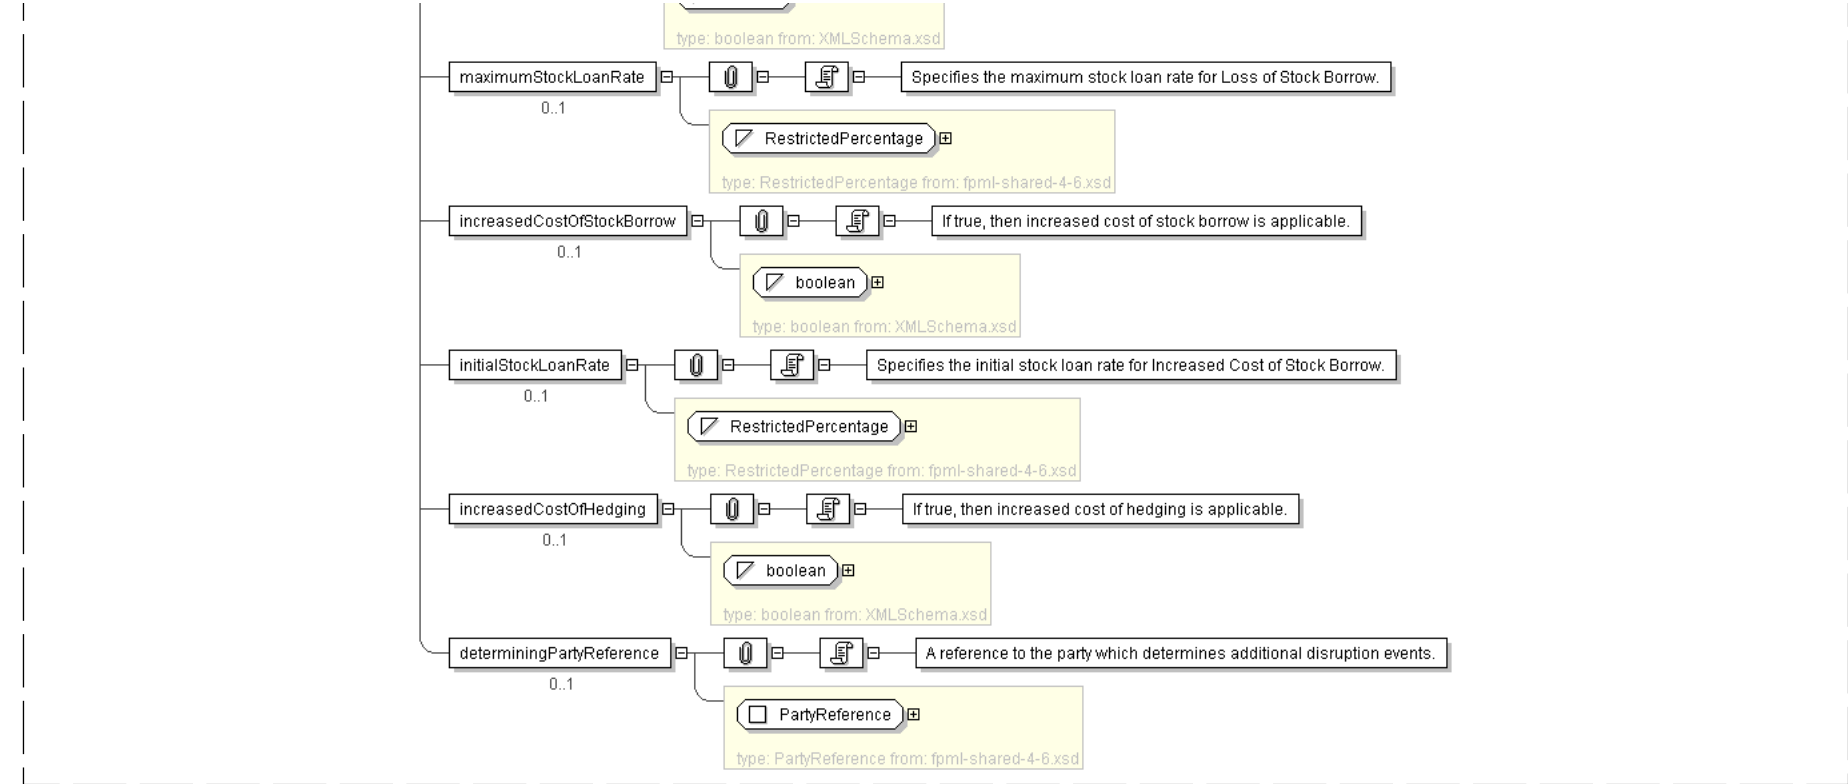 type: boolean from: XMLSchema.xsd
maximumStockLoanRate
Specifies the maximum stock loan rate for Loss of Stock Borrow.
0..1
RestrictedPercentage
type: RestrictedPercentage from: fpml-shared-4-6.xsd
increasedCostOfStockBorrow
If true, then increased cost of stock borrow is applicable.
0..1
boolean
type: boolean from: XMLSchema.xsd
initialStockLoanRate
Specifies the initial stock loan rate for Increased Cost of Stock Borrow.
0..1
RestrictedPercentage
type: RestrictedPercentage from: fpml-shared-4-6.xsd
increasedCostOfHedging
If true, then increased cost of hedging is applicable.
0..1
boolean
type: boolean from: XMLSchema.xsd
determiningPartyReference
A reference to the party which determines additional disruption events.
0..1
PartyReference
type: PartyReference from: fpml-shared-4-6.xsd